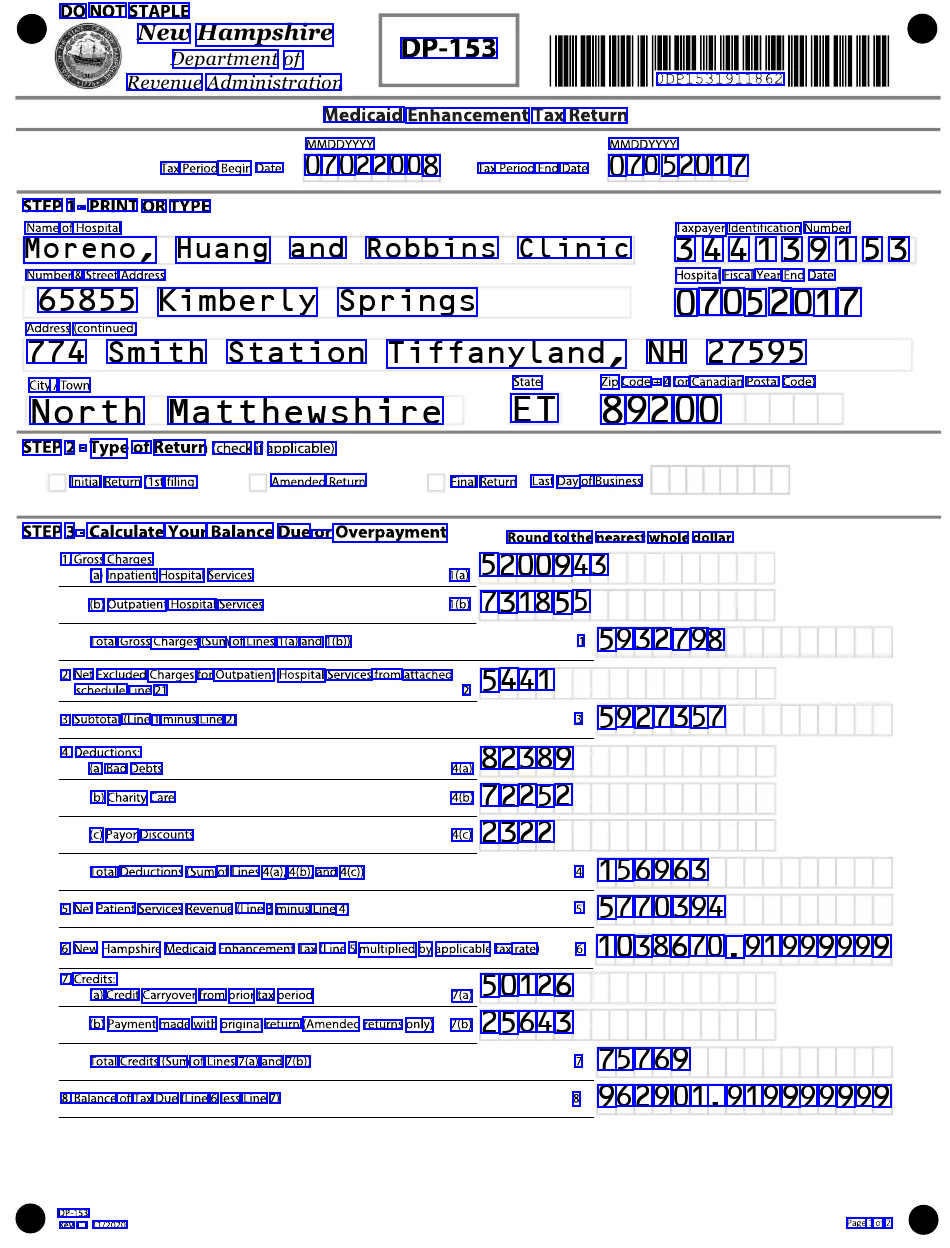 DO NOT STAPLE
New Hampshire
Department of
Revenue Administration
DP-153
0DP1531911862
Medicaid Enhancement Tax Return
MMDDYYYY MMDDYYYY
Tax Period Begin Date 07022008 Tax Period End Date 07052017
STEP 1 - PRINT OR TYPE
Name of Hospital Taxpayer Identification Number
Moreno, Huang and Robbins Clinic 344139153
Number & Street Address Hospital Fiscal Year End Date
65855 Kimberly Springs 07052017
Address (continued)
774 Smith Station Tiffanyland, NH 27595
City / Town State Zip Code + 4 (or Canadian Postal Code)
North Matthewshire ET 89200
STEP 2 - Type of Return (check if applicable)
Initial Return (1st filing Amended Return Final Return Last Day of Business
STEP 3 - Calculate Your Balance Due or Overpayment Round to the nearest whole dollar
1 Gross Charges
a) Inpatient Hospital Services 1(a) 5200943
(b) Outpatient Hospital Services 1(b) 731855
Total Gross Charges (Sum of Lines 1(a) and 1(b)) 1 5932798
2 Net Excluded Charges for Outpatient Hospital Services from attached
schedule Line 21 2 5441
3 Subtotal (Line 1 minus Line 2) 3 5927357
4 Deductions:
(a) Bad Debts 4(a) 82389
b) Charity Care 4(b) 72252
(c) Payor Discounts 4(c) 2322
Total Deductions (Sum of Lines 4(a), 4(b), and 4(c)) 4 156963
5 Net Patient Services Revenue (Line 3 minus Line 4) 5 5770394
6 New Hampshire Medicaid Enhancement Tax (Line 5 multiplied by applicable tax rate) 6 1038670.91999999
7 Credits:
a) Credit Carryover from prior tax period 7(a) 50126
(b) Payment made with original return (Amended returns only) 7(b) 25643
Total Credits (Sum of Lines 7(a) and 7(b)) 7 75769
8 Balance of Tax Due (Line 6 less Line 7) 8 962901.919999999
DP-153
Rev 1.1/2020 Page 1 of 2